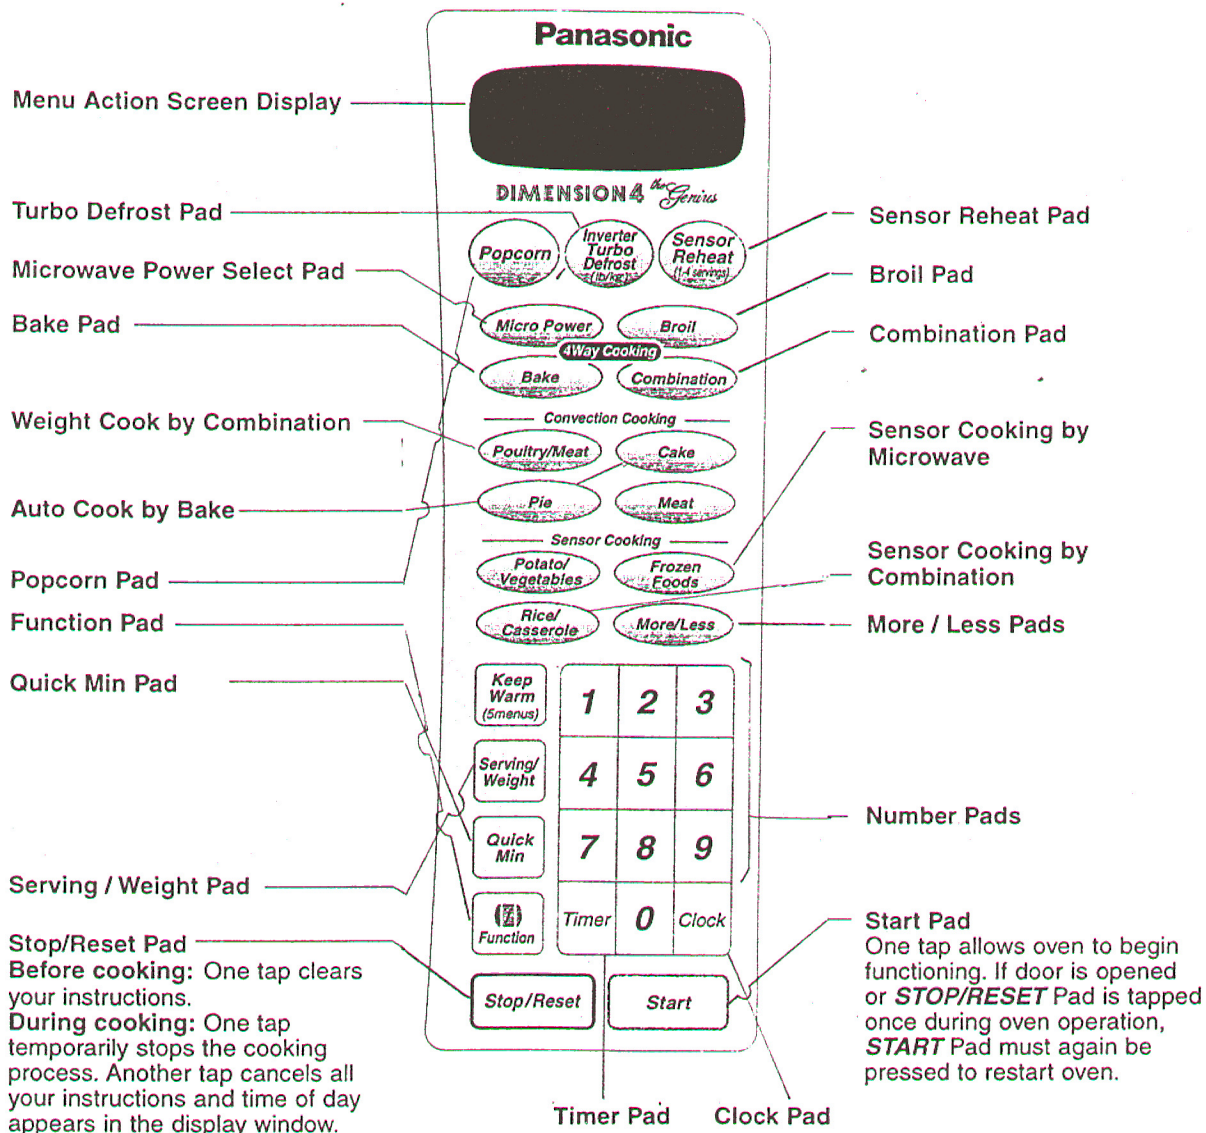 Panasonic
Menu Action Screen Display
DIMENSION 4 the Genius
Turbo Defrost Pad
Microwave Power Select Pad
Bake Pad
Weight Cook by Combination
Auto Cook by Bake
Popcorn Pad
Function Pad
Quick Min Pad
Serving / Weight Pad
Stop/Reset Pad
Before cooking: One tap clears
your instructions.
During cooking: One tap
temporarily stops the cooking
process. Another tap cancels all
your instructions and time of day
appears in the display window.
Popcorn
Inverter
Turbo
Defrost
(lb/kg)
Sensor
Reheat
(1-4 servings)
Micro Power
Broil
4Way Cooking
Bake
Combination
Convection Cooking
Poultry/Meat
Cake
Pie
Meat
Sensor Cooking
Potato/
Vegetables
Frozen
Foods
Rice/
Casserole
More/Less
Keep
Warm
(5menus)
1 2 3
Serving/
Weight
4 5 6
Quick
Min
7 8 9
Function
Timer 0 Clock
Stop/Reset
Start
Timer Pad
Clock Pad
Sensor Reheat Pad
Broil Pad
Combination Pad
Sensor Cooking by
Microwave
Sensor Cooking by
Combination
More / Less Pads
Number Pads
Start Pad
One tap allows oven to begin
functioning. If door is opened
or STOP/RESET Pad is tapped
once during oven operation,
START Pad must again be
pressed to restart oven.